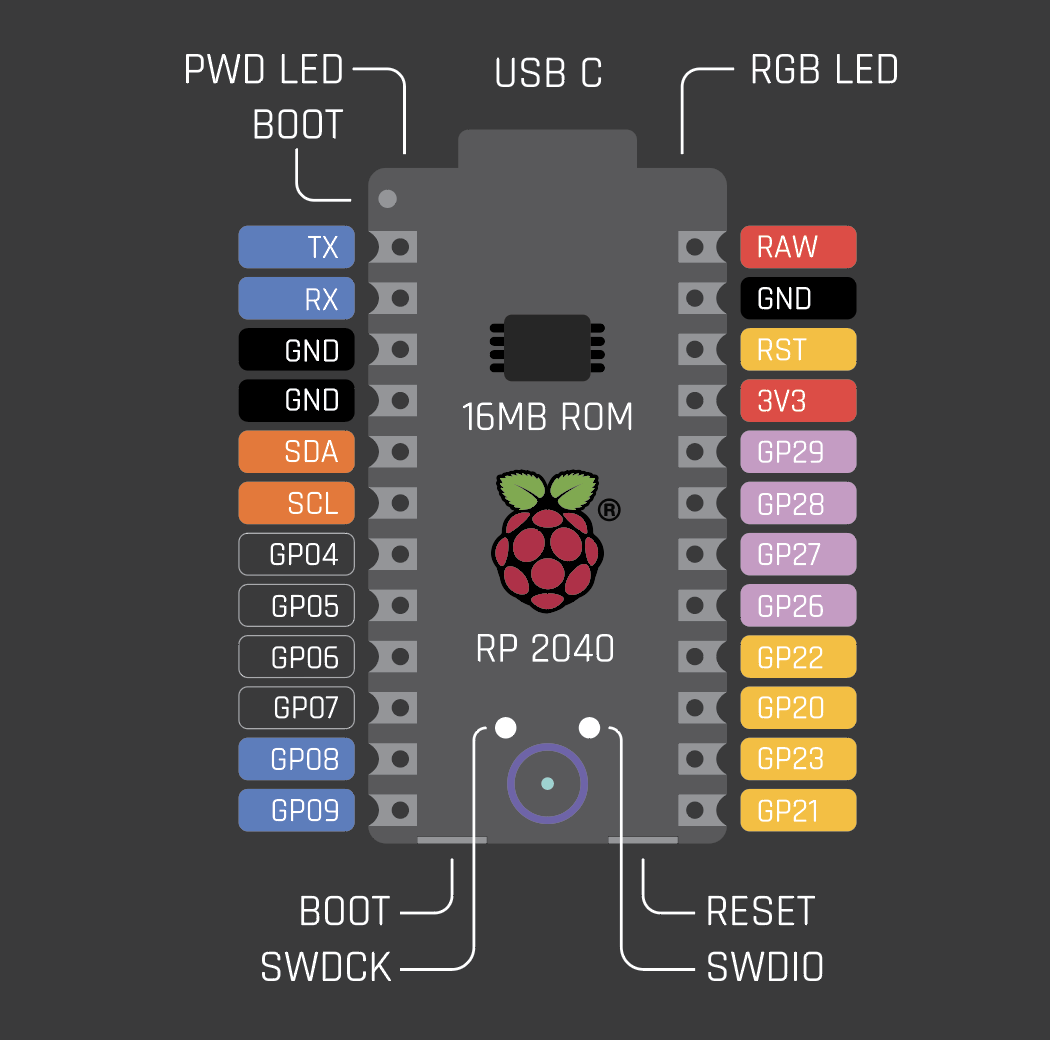 PWD LED
USB C
RGB LED
BOOT
TX
RX
GND
GND
SDA
SCL
GP04
GP05
GP06
GP07
GP08
GP09
16MB ROM
®
RP 2040
RAW
GND
RST
3V3
GP29
GP28
GP27
GP26
GP22
GP20
GP23
GP21
BOOT
RESET
SWDCK
SWDIO